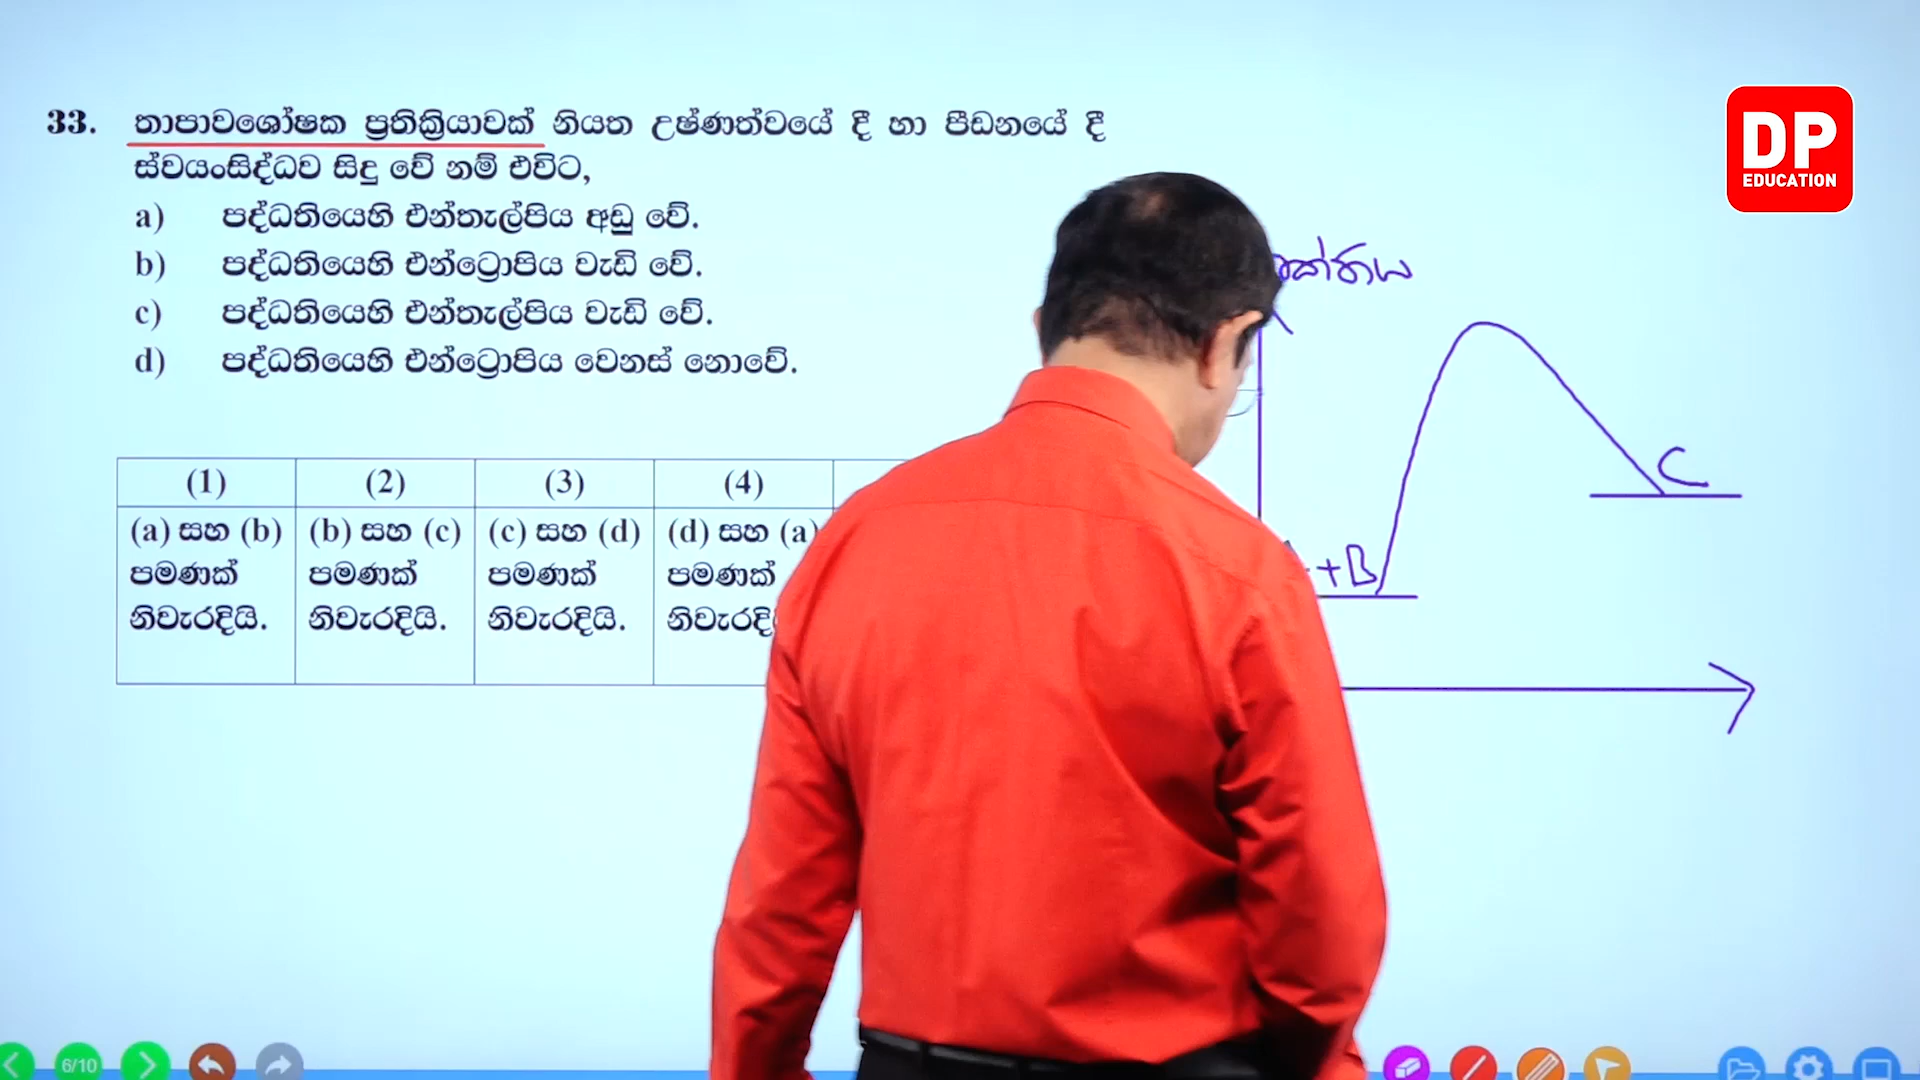 33. තාපාවශෝෂක ප්‍රතික්‍රියාවක් නියත උෂ්ණත්වයේ දී හා පීඩනයේ දී
ස්වයංසිද්ධව සිදු වේ නම් එවිට,
a) පද්ධතියෙහි එන්තැල්පිය අඩු වේ.
b) පද්ධතියෙහි එන්ට්‍රොපිය වැඩි වේ.
c) පද්ධතියෙහි එන්තැල්පිය වැඩි වේ.
d) පද්ධතියෙහි එන්ට්‍රොපිය වෙනස් නොවේ.
(1) (2) (3) (4)
(a) සහ (b) (b) සහ (c) (c) සහ (d) (d) සහ (a)
පමණක් පමණක් පමණක් පමණක්
නිවැරදියි. නිවැරදියි. නිවැරදියි.
DP
EDUCATION
C
+B
6/10